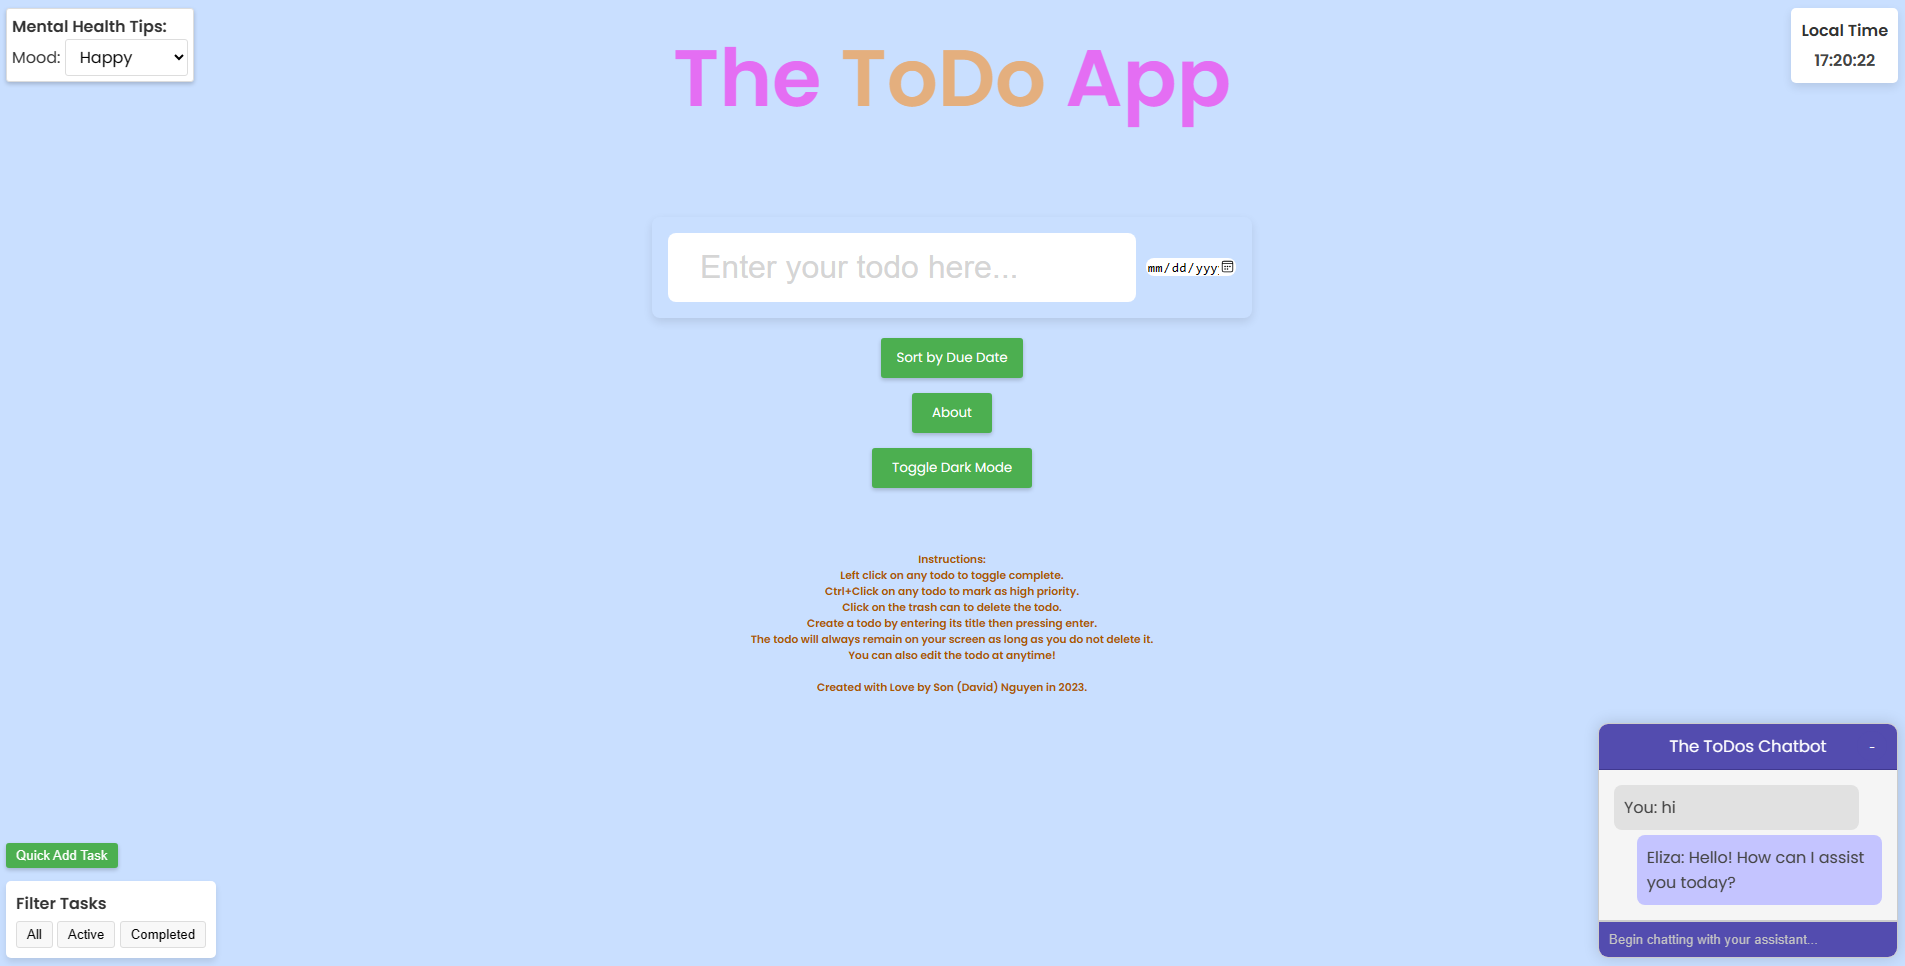 Mental Health Tips:
Mood: Happy
Local Time
17:20:22
The ToDo App
Enter your todo here...
mm/dd/yyyy
Sort by Due Date
About
Toggle Dark Mode
Instructions:
Left click on any todo to toggle complete.
Ctrl+Click on any todo to mark as high priority.
Click on the trash can to delete the todo.
Create a todo by entering its title then pressing enter.
The todo will always remain on your screen as long as you do not delete it.
You can also edit the todo at anytime!
Created with Love by Son (David) Nguyen in 2023.
Quick Add Task
Filter Tasks
All Active Completed
The ToDos Chatbot -
You: hi
Eliza: Hello! How can I assist
you today?
Begin chatting with your assistant...